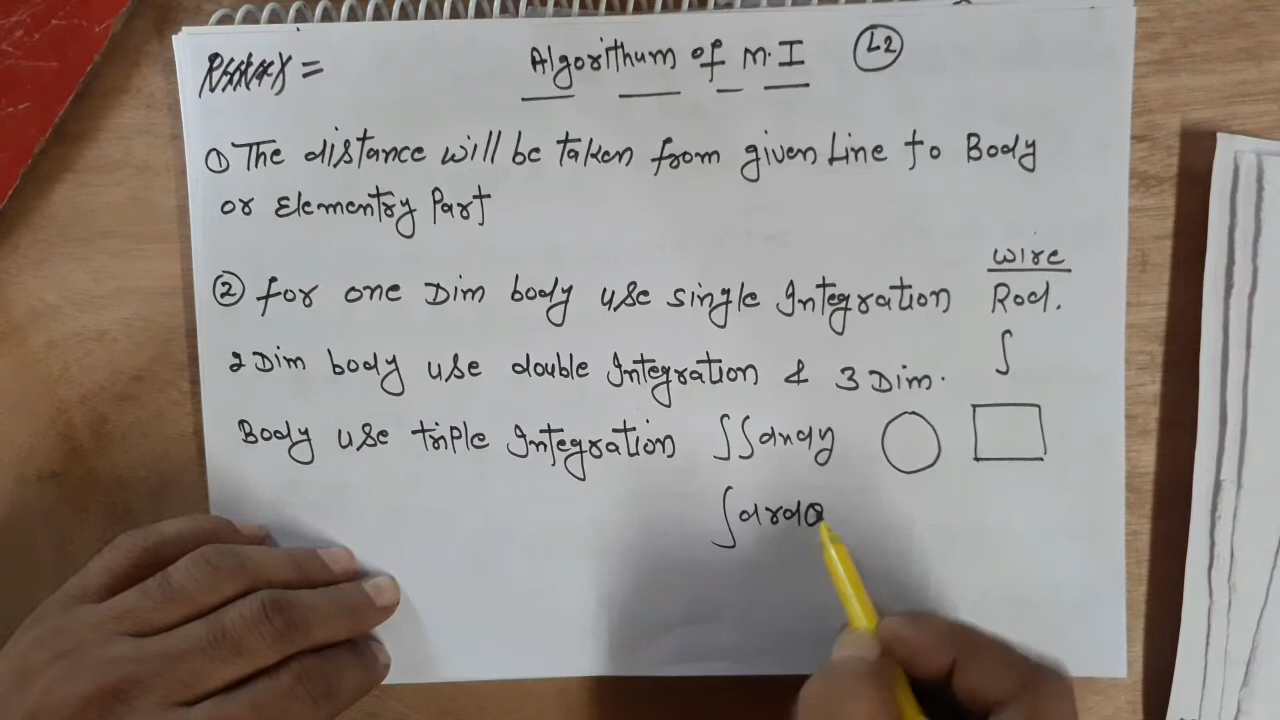 Algorithum of M.I L2
① The distance will be taken from given Line to Body
or Elementry Part
② for one Dim body use single Integration
wire
Rod.
2 Dim body use double Integration & 3 Dim.
∫
Body use triple Integration ∫∫dxdy
∫drdθ